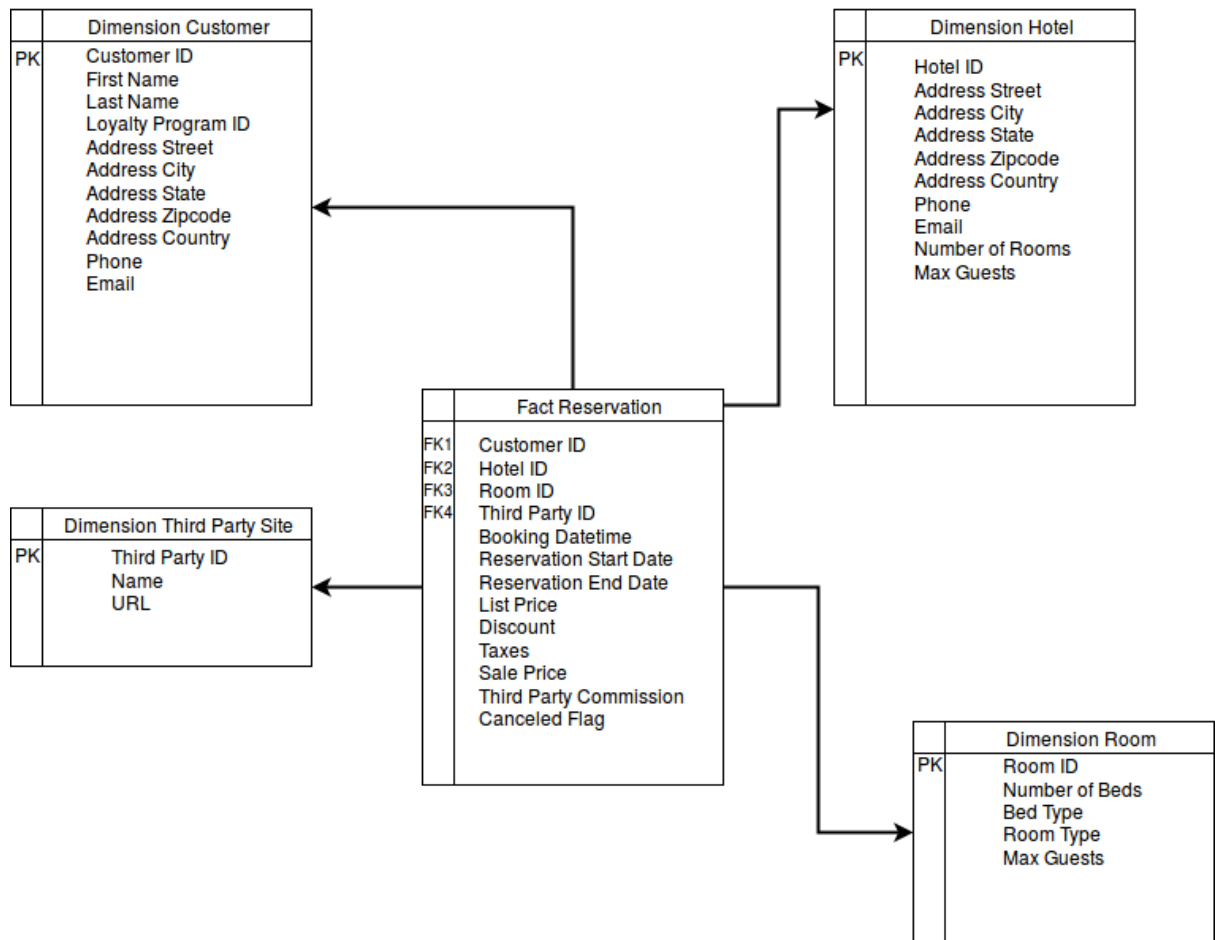 Dimension Customer
PK
Customer ID
First Name
Last Name
Loyalty Program ID
Address Street
Address City
Address State
Address Zipcode
Address Country
Phone
Email
Dimension Hotel
PK
Hotel ID
Address Street
Address City
Address State
Address Zipcode
Address Country
Phone
Email
Number of Rooms
Max Guests
Fact Reservation
FK1 Customer ID
FK2 Hotel ID
FK3 Room ID
FK4 Third Party ID
Booking Datetime
Reservation Start Date
Reservation End Date
List Price
Discount
Taxes
Sale Price
Third Party Commission
Canceled Flag
Dimension Third Party Site
PK Third Party ID
Name
URL
Dimension Room
PK Room ID
Number of Beds
Bed Type
Room Type
Max Guests